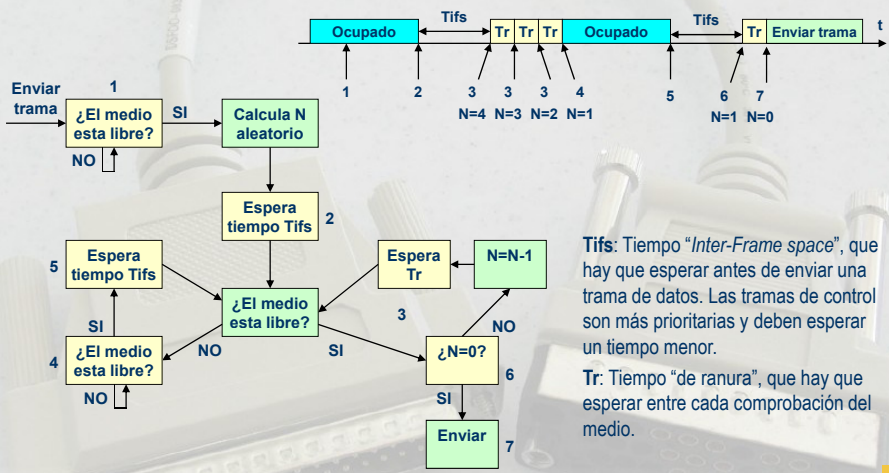 Ocupado
Tifs
Tr Tr Tr
Ocupado
Tifs
Tr
Enviar trama
t
1 2 3 3 3 4 5 6 7
N=4 N=3 N=2 N=1 N=1 N=0
Enviar
trama
1
¿El medio
esta libre?
NO
SI
Calcula N
aleatorio
Espera
tiempo Tifs
2
5
Espera
tiempo Tifs
Espera
Tr
3
N=N-1
¿El medio
esta libre?
NO
SI
SI
4
¿El medio
esta libre?
NO
NO
¿N=0?
6
SI
Enviar
7
Tifs: Tiempo “Inter-Frame space”, que
hay que esperar antes de enviar una
trama de datos. Las tramas de control
son más prioritarias y deben esperar
un tiempo menor.
Tr: Tiempo “de ranura”, que hay que
esperar entre cada comprobación del
medio.